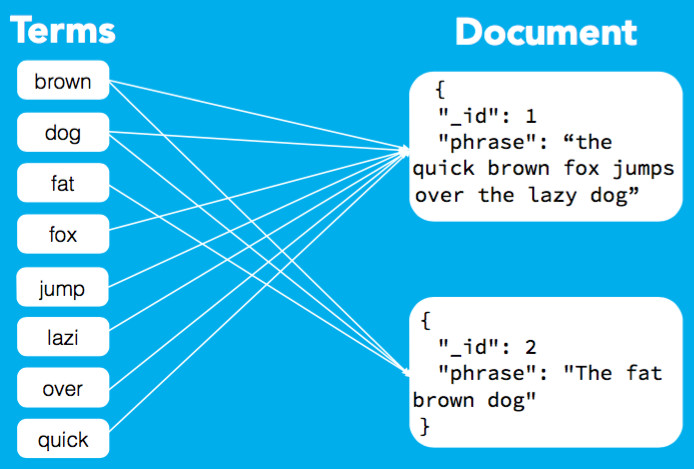 Terms
brown
dog
fat
fox
jump
lazi
over
quick
Document
{
"_id": 1
"phrase": “the
quick brown fox jumps
over the lazy dog”
{
"_id": 2
"phrase": "The fat
brown dog"
}